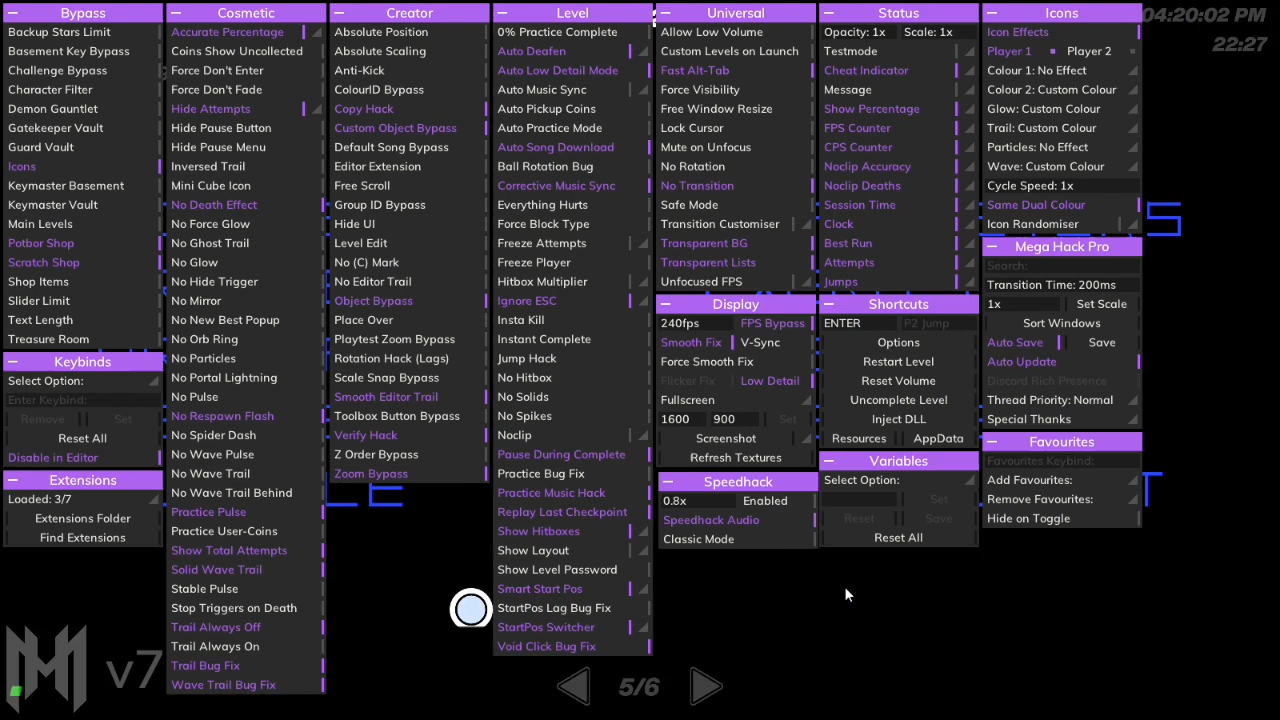 Bypass
Backup Stars Limit
Basement Key Bypass
Challenge Bypass
Character Filter
Demon Gauntlet
Gatekeeper Vault
Guard Vault
Icons
Keymaster Basement
Keymaster Vault
Main Levels
Potbor Shop
Scratch Shop
Shop Items
Slider Limit
Text Length
Treasure Room
Keybinds
Select Option:
Enter Keybind:
Remove Set
Reset All
Disable in Editor
Extensions
Loaded: 3/7
Extensions Folder
Find Extensions
Cosmetic
Accurate Percentage
Coins Show Uncollected
Force Don't Enter
Force Don't Fade
Hide Attempts
Hide Pause Button
Hide Pause Menu
Inversed Trail
Mini Cube Icon
No Death Effect
No Force Glow
No Ghost Trail
No Glow
No Hide Trigger
No Mirror
No New Best Popup
No Orb Ring
No Particles
No Portal Lightning
No Pulse
No Respawn Flash
No Spider Dash
No Wave Pulse
No Wave Trail
No Wave Trail Behind
Practice Pulse
Practice User-Coins
Show Total Attempts
Solid Wave Trail
Stable Pulse
Stop Triggers on Death
Trail Always Off
Trail Always On
Trail Bug Fix
Wave Trail Bug Fix
Creator
Absolute Position
Absolute Scaling
Anti-Kick
ColourID Bypass
Copy Hack
Custom Object Bypass
Default Song Bypass
Editor Extension
Free Scroll
Group ID Bypass
Hide UI
Level Edit
No (C) Mark
No Editor Trail
Object Bypass
Place Over
Playtest Zoom Bypass
Rotation Hack (Lags)
Scale Snap Bypass
Smooth Editor Trail
Toolbox Button Bypass
Verify Hack
Z Order Bypass
Zoom Bypass
Level
0% Practice Complete
Auto Deafen
Auto Low Detail Mode
Auto Music Sync
Auto Pickup Coins
Auto Practice Mode
Auto Song Download
Ball Rotation Bug
Corrective Music Sync
Everything Hurts
Force Block Type
Freeze Attempts
Freeze Player
Hitbox Multiplier
Ignore ESC
Insta Kill
Instant Complete
Jump Hack
No Hitbox
No Solids
No Spikes
Noclip
Pause During Complete
Practice Bug Fix
Practice Music Hack
Replay Last Checkpoint
Show Hitboxes
Show Layout
Show Level Password
Smart Start Pos
StartPos Lag Bug Fix
StartPos Switcher
Void Click Bug Fix
Universal
Allow Low Volume
Custom Levels on Launch
Fast Alt-Tab
Force Visibility
Free Window Resize
Lock Cursor
Mute on Unfocus
No Rotation
No Transition
Safe Mode
Transition Customiser
Transparent BG
Transparent Lists
Unfocused FPS
Display
240fps FPS Bypass
Smooth Fix V-Sync
Force Smooth Fix
Flicker Fix Low Detail
Fullscreen
1600 900 Set
Screenshot
Refresh Textures
Speedhack
0.8x Enabled
Speedhack Audio
Classic Mode
Status
Opacity: 1x Scale: 1x
Testmode
Cheat Indicator
Message
Show Percentage
FPS Counter
CPS Counter
Noclip Accuracy
Noclip Deaths
Session Time
Clock
Best Run
Attempts
Jumps
Shortcuts
ENTER P2 Jump
Options
Restart Level
Reset Volume
Uncomplete Level
Inject DLL
Resources AppData
Variables
Select Option:
Set
Reset Save
Reset All
Icons
Icon Effects
Player 1 Player 2
Colour 1: No Effect
Colour 2: Custom Colour
Glow: Custom Colour
Trail: Custom Colour
Particles: No Effect
Wave: Custom Colour
Cycle Speed: 1x
Same Dual Colour
Icon Randomiser
Mega Hack Pro
Search:
Transition Time: 200ms
1x Set Scale
Sort Windows
Auto Save Save
Auto Update
Discard Rich Presence
Thread Priority: Normal
Special Thanks
Favourites
Favourites Keybind:
Add Favourites:
Remove Favourites:
Hide on Toggle
04:20:02 PM
22:27
v7
5/6